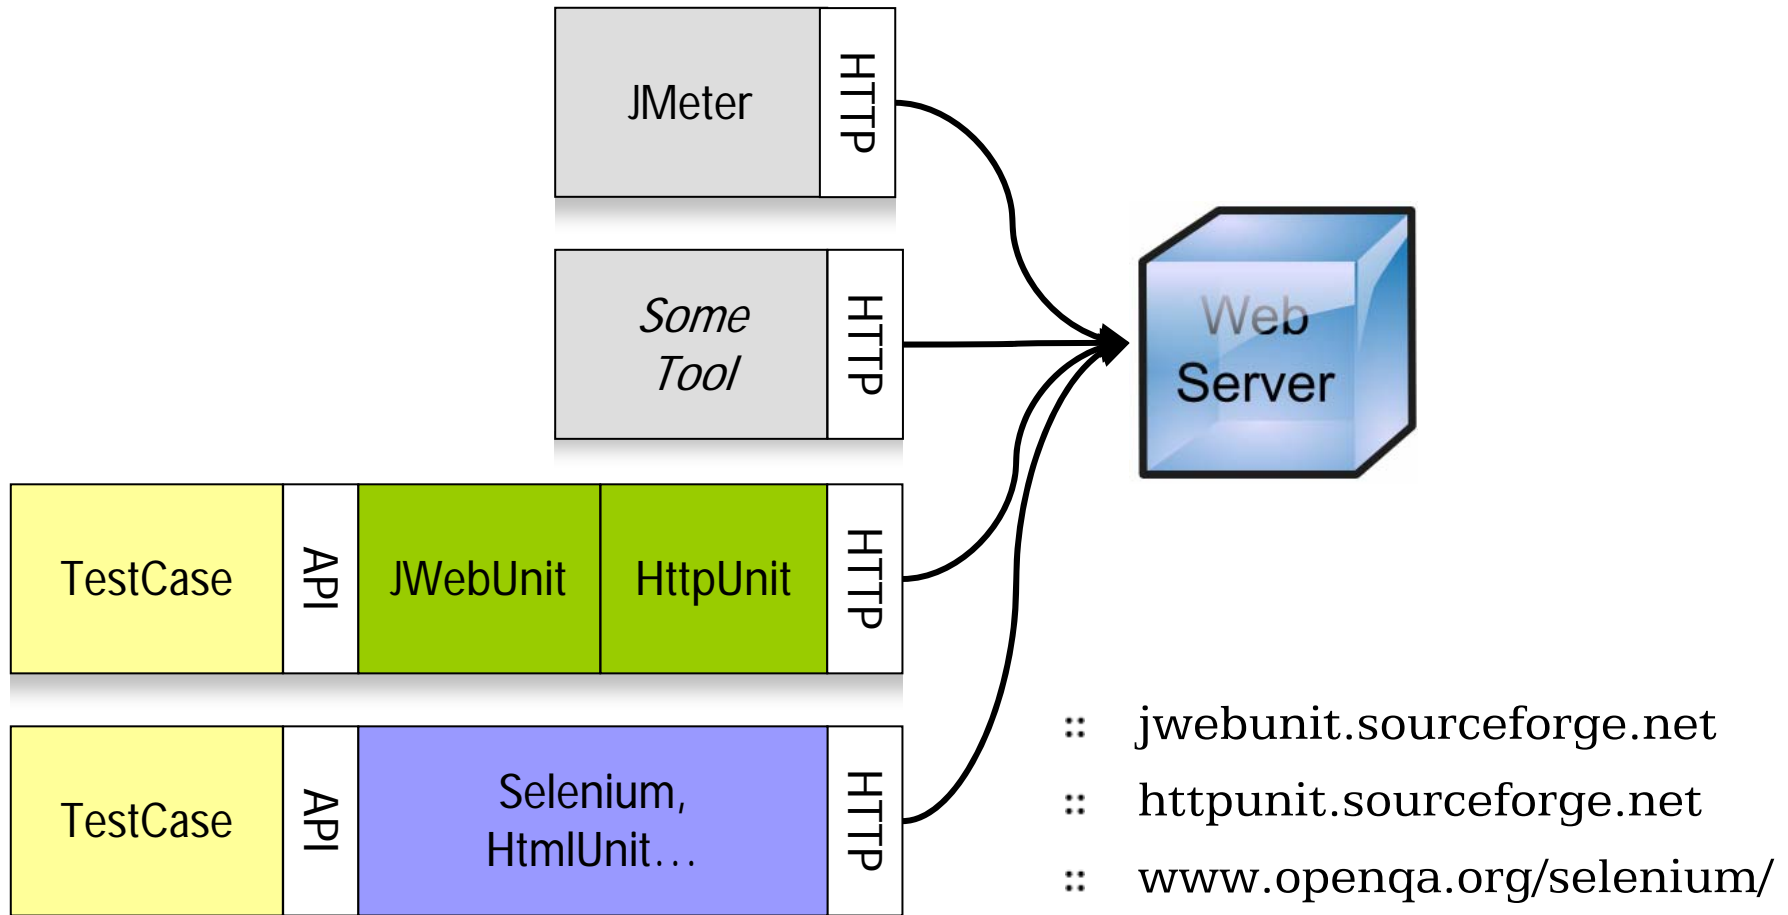 JMeter
HTTP
Some
Tool
HTTP
Web
Server
TestCase
API
JWebUnit
HttpUnit
HTTP
TestCase
API
Selenium,
HtmlUnit…
HTTP
:: jwebunit.sourceforge.net
:: httpunit.sourceforge.net
:: www.openqa.org/selenium/